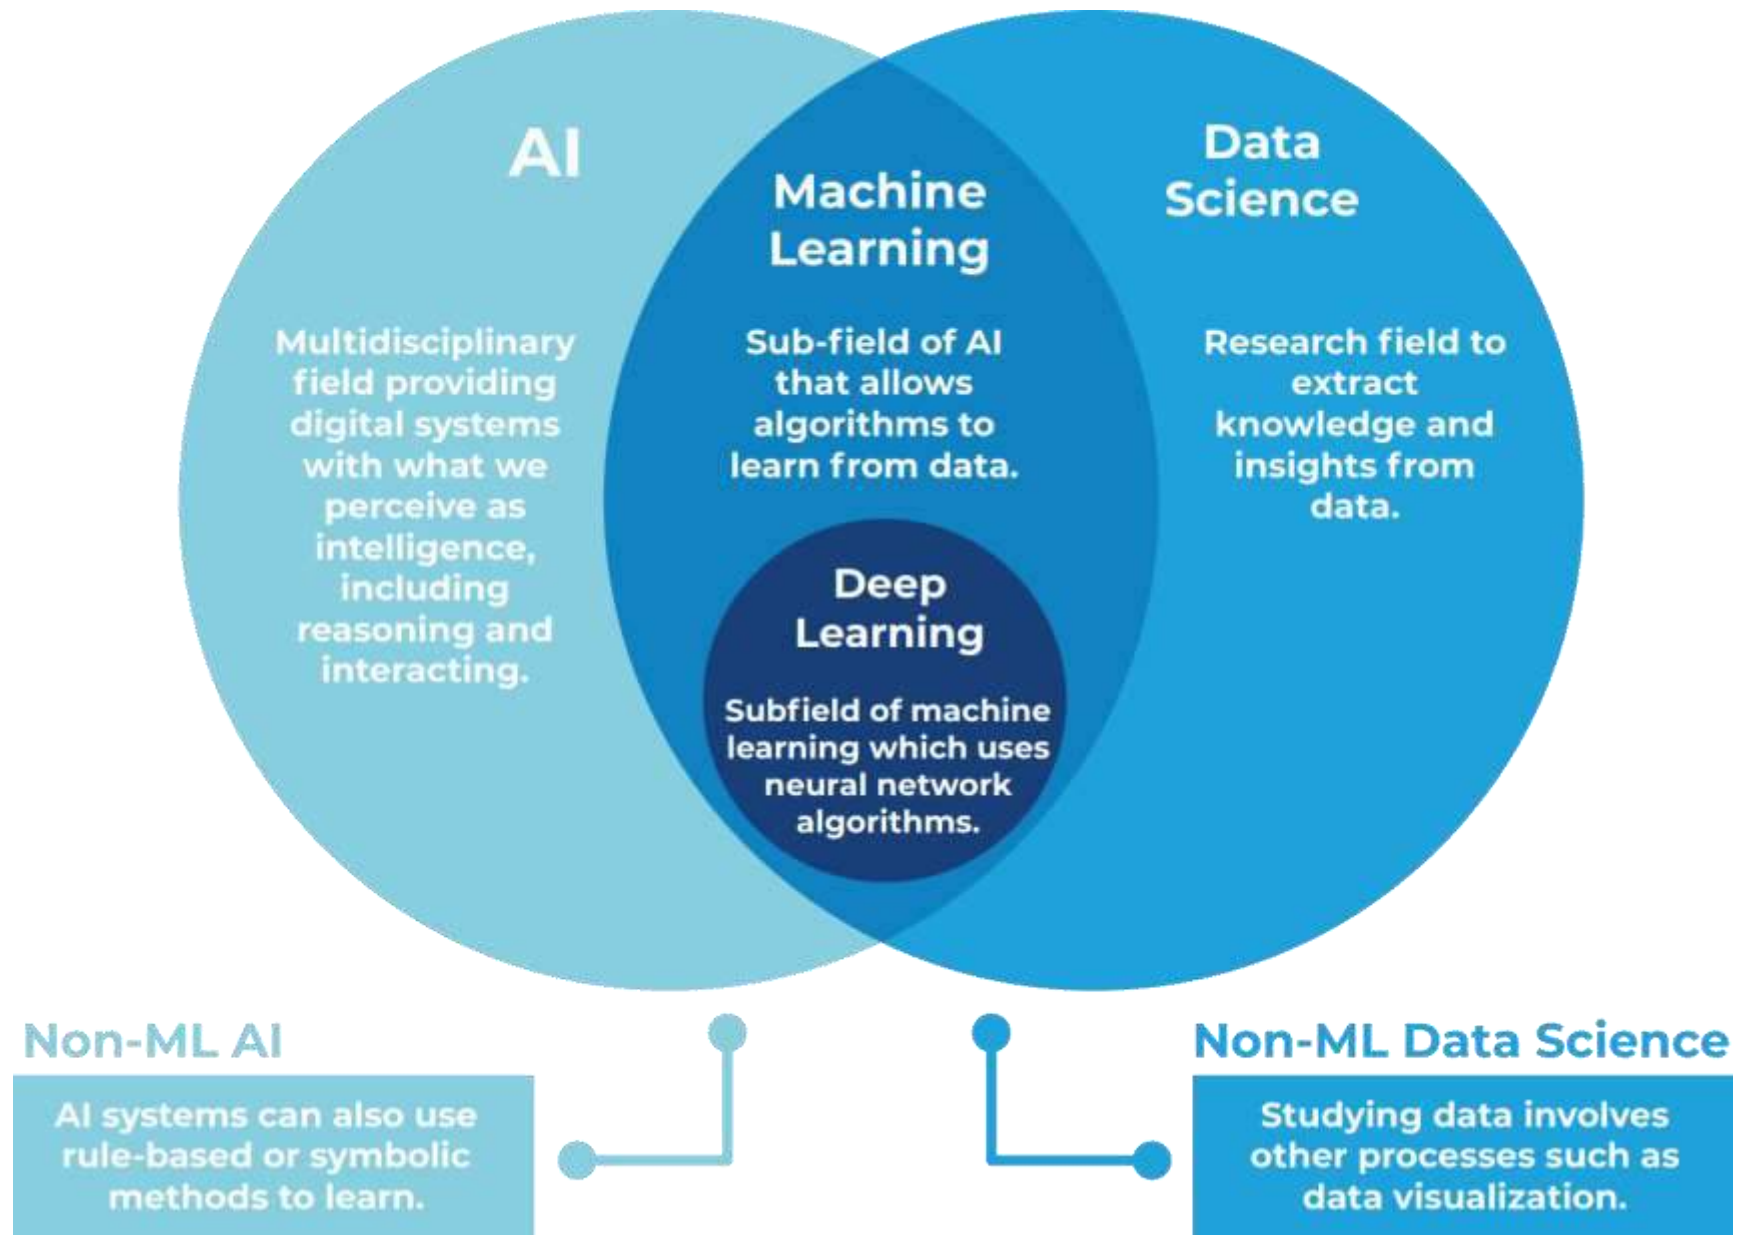 AI
Multidisciplinary
field providing
digital systems
with what we
perceive as
intelligence,
including
reasoning and
interacting.
Machine
Learning
Sub-field of AI
that allows
algorithms to
learn from data.
Deep
Learning
Subfield of machine
learning which uses
neural network
algorithms.
Data
Science
Research field to
extract
knowledge and
insights from
data.
Non-ML AI
AI systems can also use
rule-based or symbolic
methods to learn.
Non-ML Data Science
Studying data involves
other processes such as
data visualization.